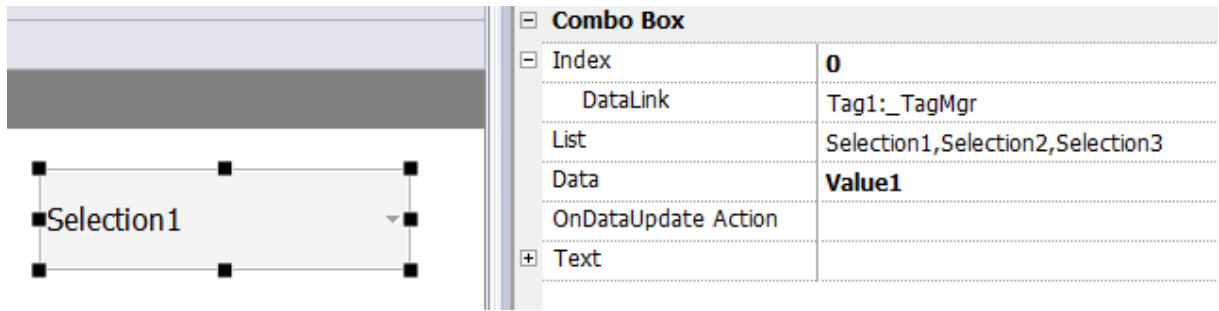 Selection1
Combo Box
Index 0
DataLink Tag1:_TagMgr
List Selection1,Selection2,Selection3
Data Value1
OnDataUpdate Action
Text